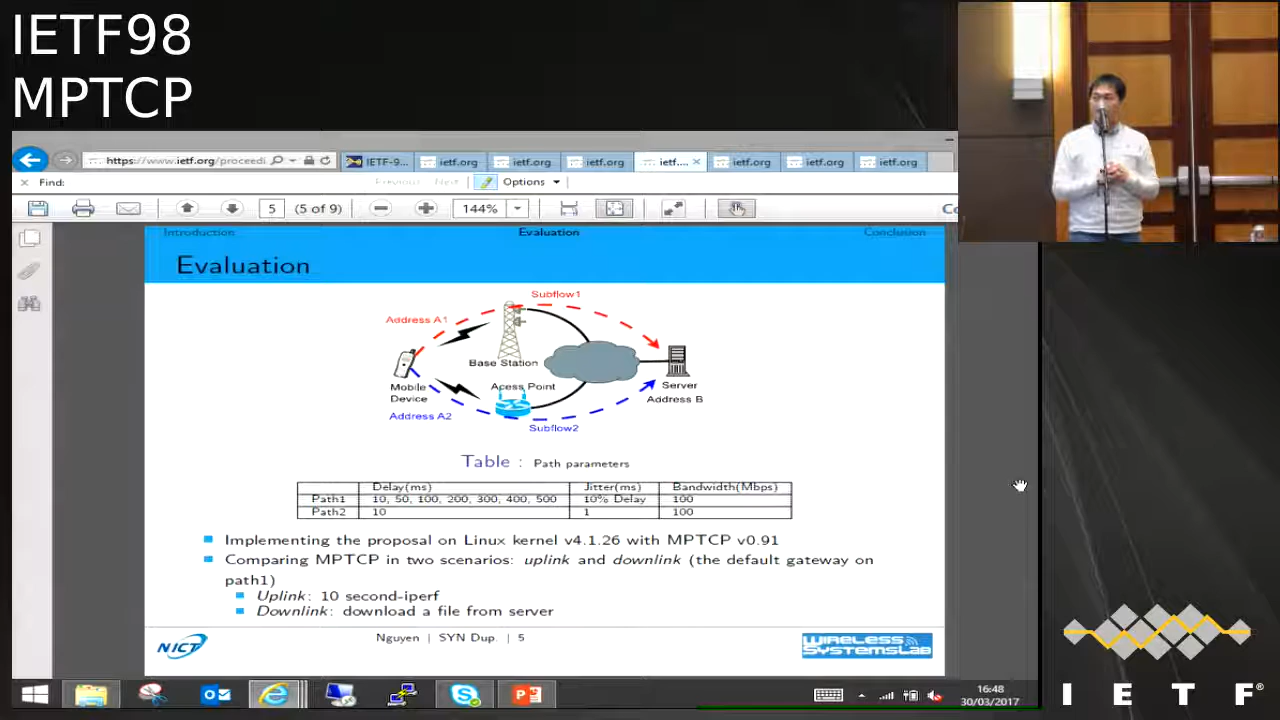 IETF98
MPTCP
https://www.ietf.org/proceedi
IETF-9...
ietf.org
ietf.org
ietf.org
ietf....
ietf.org
ietf.org
ietf.org
Find:
Previous
Next
Options
5
(5 of 9)
144%
Introduction
Evaluation
Conclusion
Evaluation
Subflow1
Address A1
Base Station
Mobile
Device
Acess Point
Server
Address B
Address A2
Subflow2
Table : Path parameters
Delay(ms) Jitter(ms) Bandwidth(Mbps)
Path1 10, 50, 100, 200, 300, 400, 500 10% Delay 100
Path2 10 1 100
Implementing the proposal on Linux kernel v4.1.26 with MPTCP v0.91
Comparing MPTCP in two scenarios: uplink and downlink (the default gateway on
path1)
Uplink: 10 second-iperf
Downlink: download a file from server
NICT
Nguyen | SYN Dup. | 5
WIRELESS
SYSTEMSLAB
16:48
30/03/2017
I E T F®